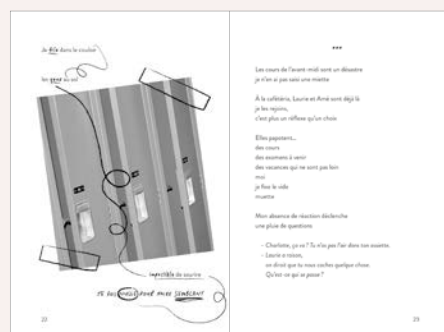 Je file dans le couloir
les yeux au sol
impossible de sourire
POUR FAIRE SEMBLANT
22
***
Les cours de l'avant-midi sont un désastre
je n'en ai pas saisi une miette
À la cafétéria, Laurie et Amé sont déjà là
je les rejoins,
c'est plus un réflexe qu'un choix
Elles papotent...
des cours
des examens à venir
des vacances qui ne sont pas loin
moi
je fixe le vide
muette
Mon absence de réaction déclenche
une pluie de questions
– Charlotte, ça va ? Tu n'as pas l'air dans ton assiette.
– Laurie a raison,
on dirait que tu nous caches quelque chose.
Qu'est-ce qui se passe ?
23